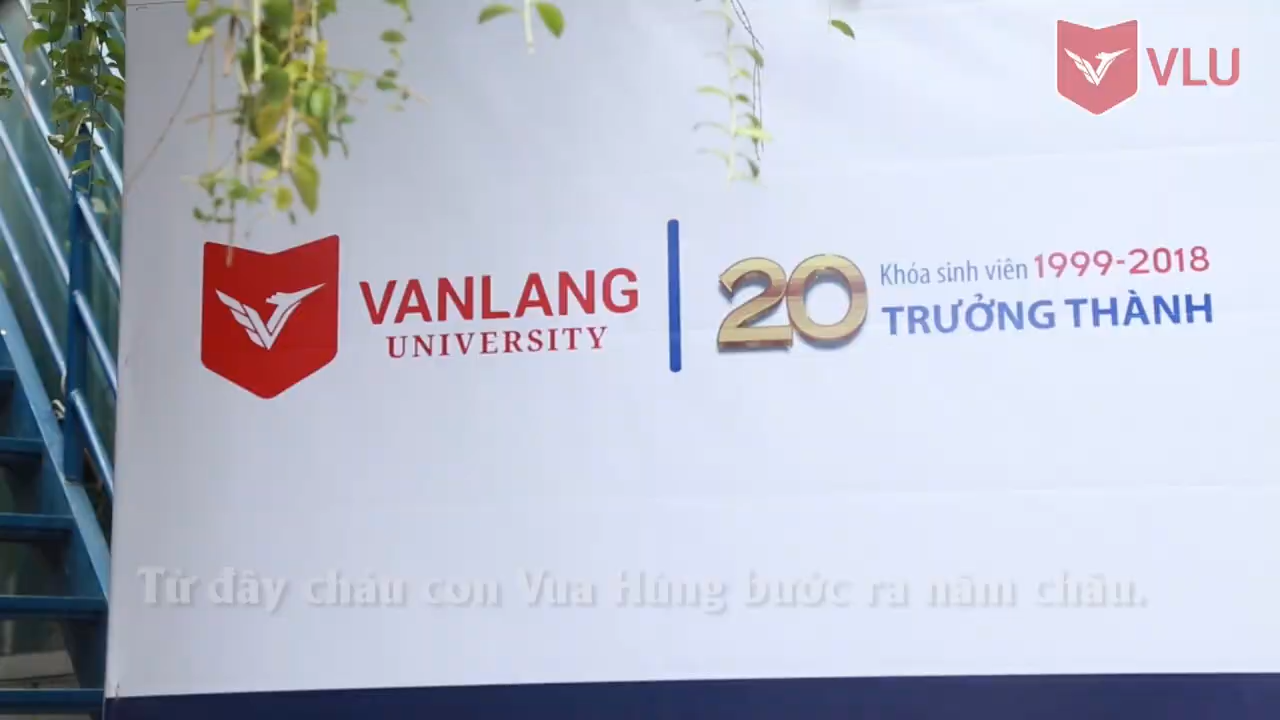 VLU
VANLANG
UNIVERSITY
20
Khóa sinh viên 1999-2018
TRƯỞNG THÀNH
Từ đây cháu con Vua Hùng bước ra năm châu.